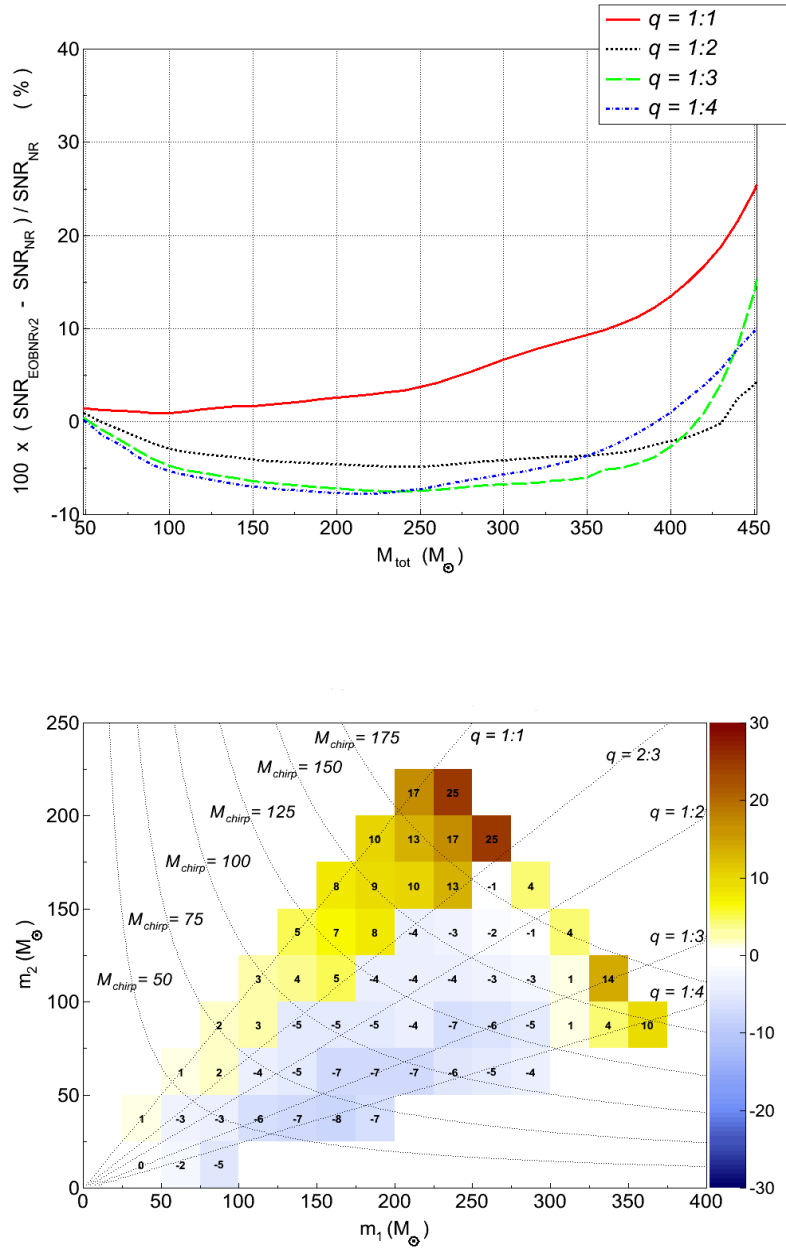 q = 1:1
q = 1:2
q = 1:3
q = 1:4
100 x ( SNR_EOBNRv2 - SNR_NR ) / SNR_NR ( % )
40
30
20
10
0
-10
50 100 150 200 250 300 350 400 450
M_tot (M_⊙)
M_chirp = 175
M_chirp = 150
M_chirp = 125
M_chirp = 100
M_chirp = 75
M_chirp = 50
q = 1:1
q = 2:3
q = 1:2
q = 1:3
q = 1:4
m_2 (M_⊙)
250
200
150
100
50
0
17 25
10 13 17 25
8 9 10 13 -1 4
5 7 8 -4 -3 -2 -1 4
3 4 5 -4 -4 -4 -3 -3 1 14
2 3 -5 -5 -5 -4 -7 -6 -5 1 4 10
1 2 -4 -5 -7 -7 -7 -6 -5 -4
1 -3 -3 -6 -7 -8 -7
0 -2 -5
0 50 100 150 200 250 300 350 400
m_1 (M_⊙)
30
20
10
0
-10
-20
-30